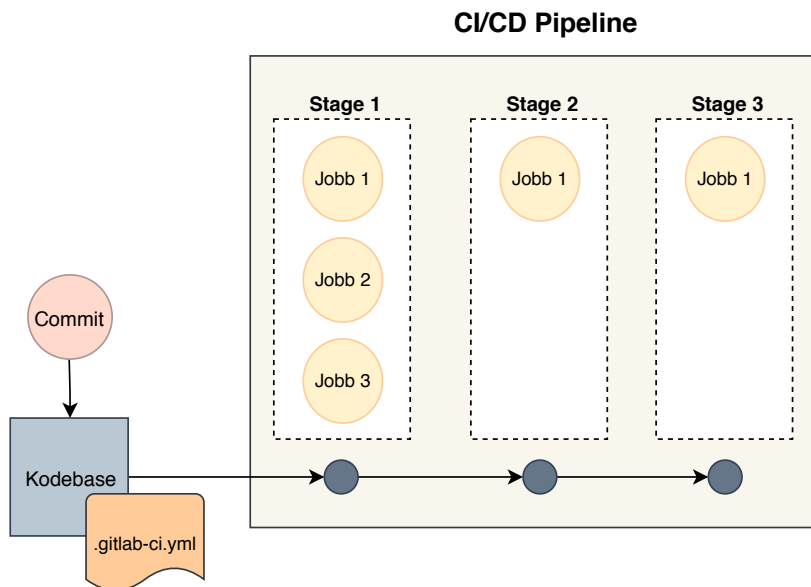 CI/CD Pipeline
Stage 1
Stage 2
Stage 3
Jobb 1
Jobb 1
Jobb 1
Jobb 2
Commit
Jobb 3
Kodebase
.gitlab-ci.yml